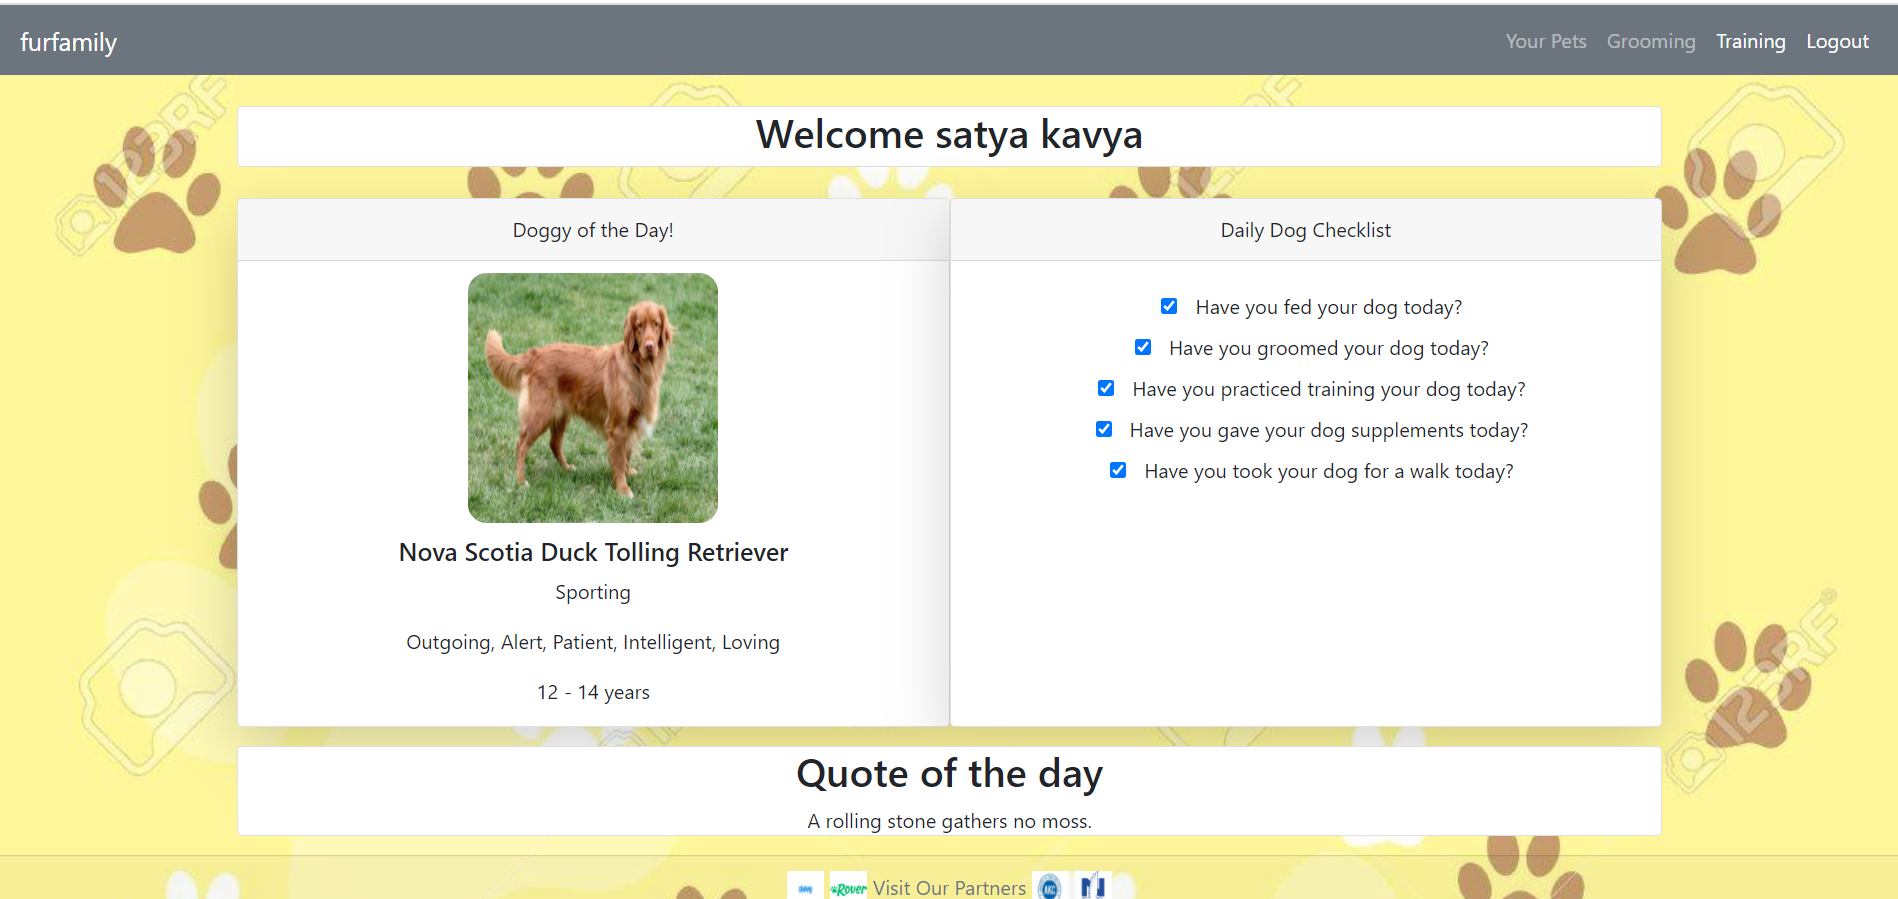 furfamily
Your Pets Grooming Training Logout
Welcome satya kavya
Doggy of the Day!
Nova Scotia Duck Tolling Retriever
Sporting
Outgoing, Alert, Patient, Intelligent, Loving
12 - 14 years
Daily Dog Checklist
Have you fed your dog today?
Have you groomed your dog today?
Have you practiced training your dog today?
Have you gave your dog supplements today?
Have you took your dog for a walk today?
Quote of the day
A rolling stone gathers no moss.
Rover Visit Our Partners AKC
123RF
123RF
123RF